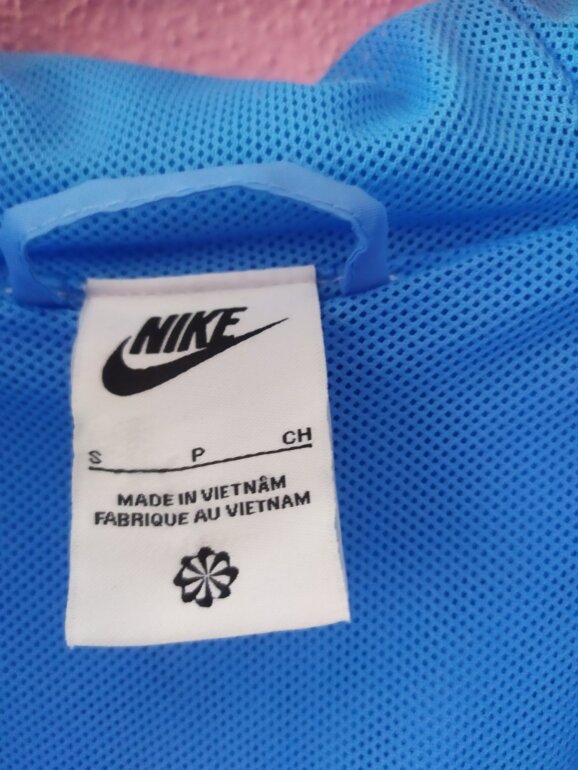 NIKE
S P CH
MADE IN VIETNÂM
FABRIQUE AU VIETNAM